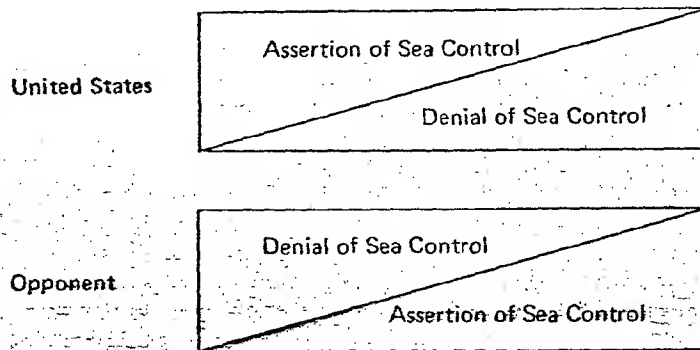 Assertion of Sea Control
United States
Denial of Sea Control
Denial of Sea Control
Opponent
Assertion of Sea Control